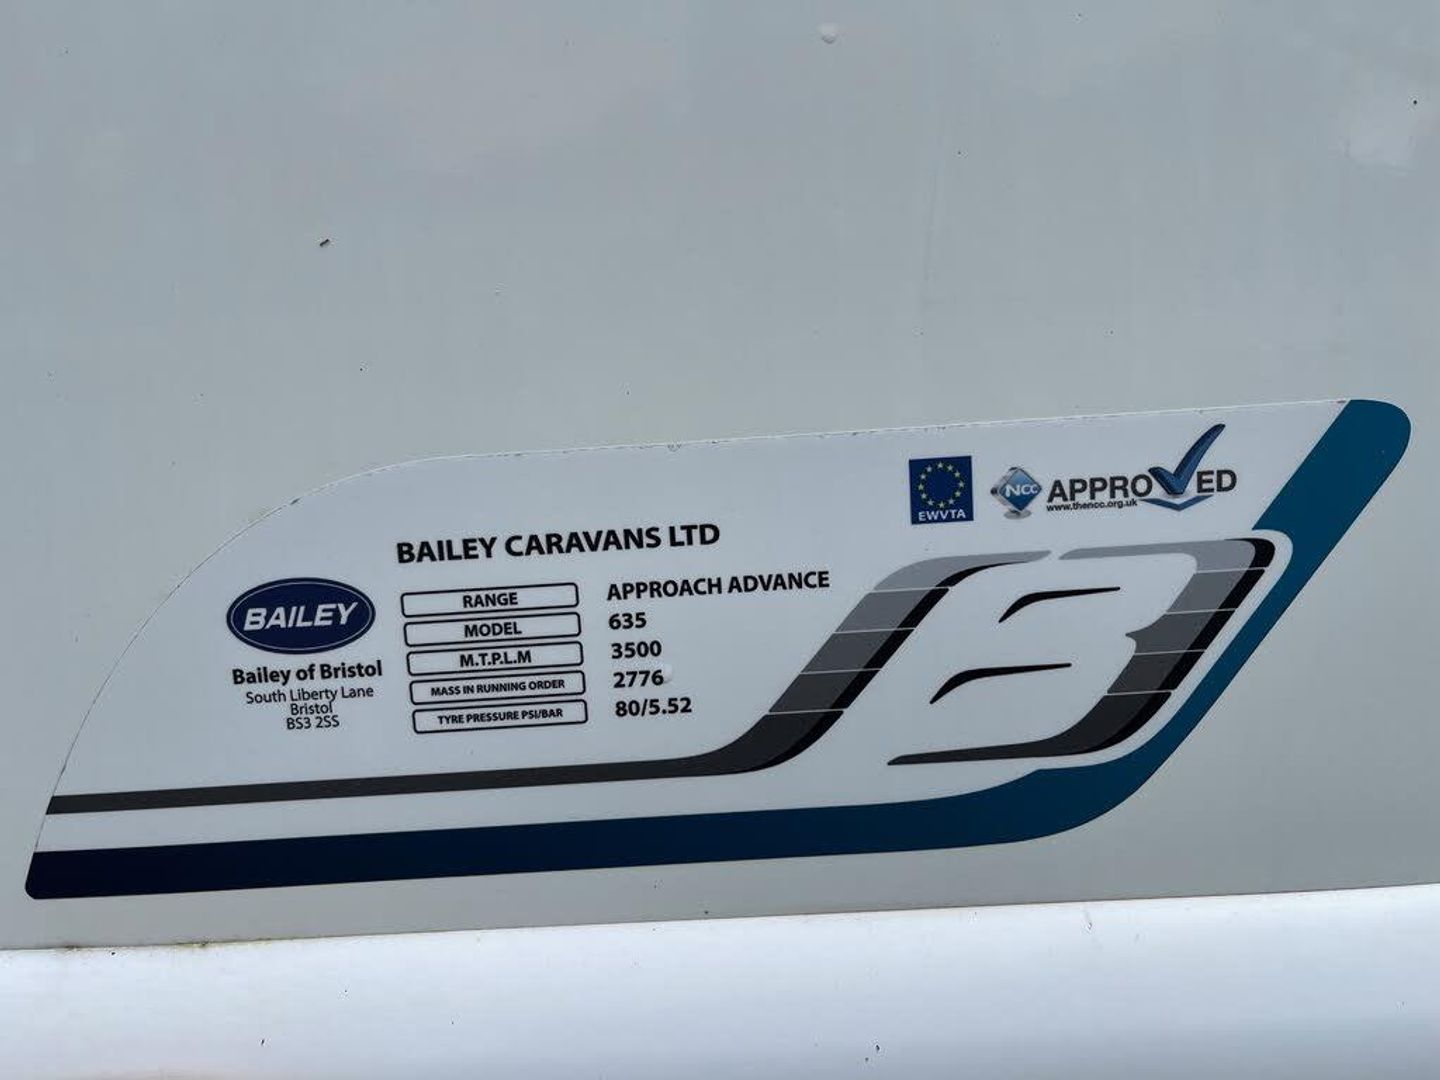 EWVTA
NCC APPROVED
www.thencc.org.uk
BAILEY CARAVANS LTD
BAILEY
Bailey of Bristol
South Liberty Lane
Bristol
BS3 2SS
RANGE APPROACH ADVANCE
MODEL 635
M.T.P.L.M 3500
MASS IN RUNNING ORDER 2776
TYRE PRESSURE PSI/BAR 80/5.52
B